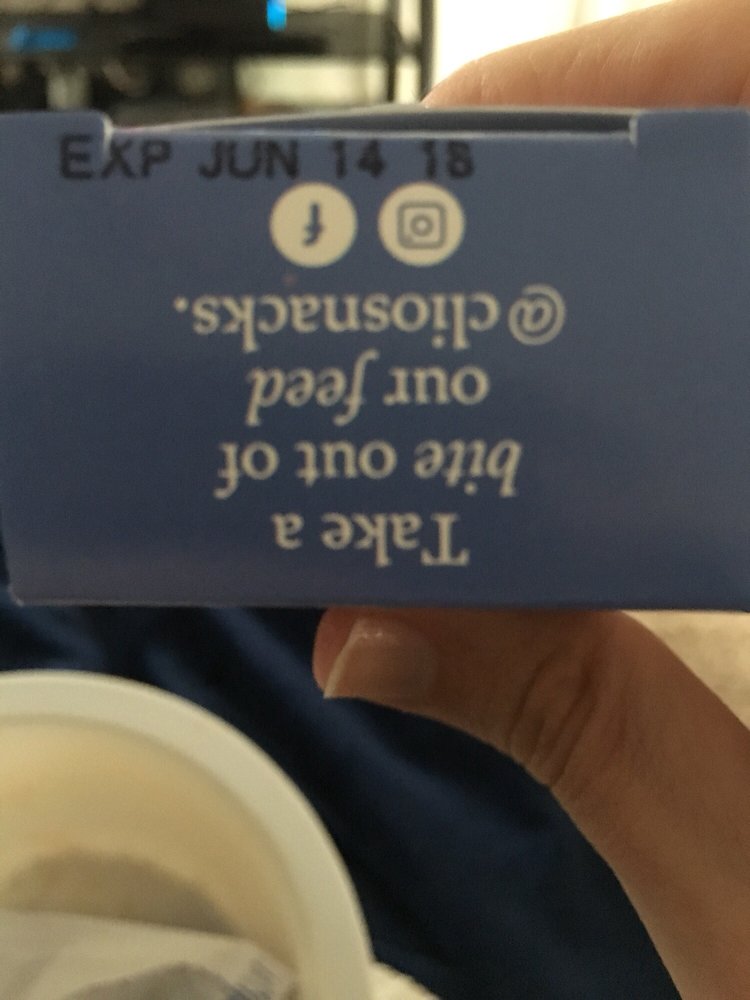 EXP JUN 14 18
Take a
bite out of
our feed
@cliosnacks.